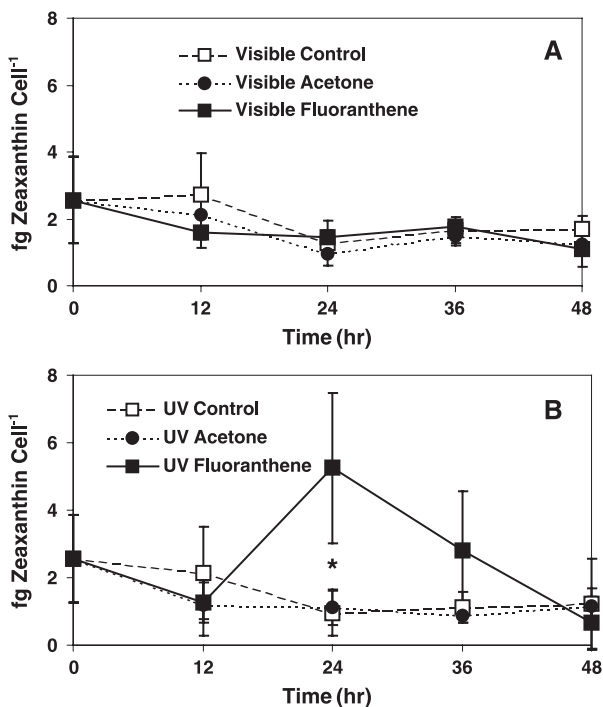 A
Visible Control
Visible Acetone
Visible Fluoranthene
fg Zeaxanthin Cell-1
8
6
4
2
0
0 12 24 36 48
Time (hr)
B
UV Control
UV Acetone
UV Fluoranthene
fg Zeaxanthin Cell-1
8
6
4
2
0
*
0 12 24 36 48
Time (hr)